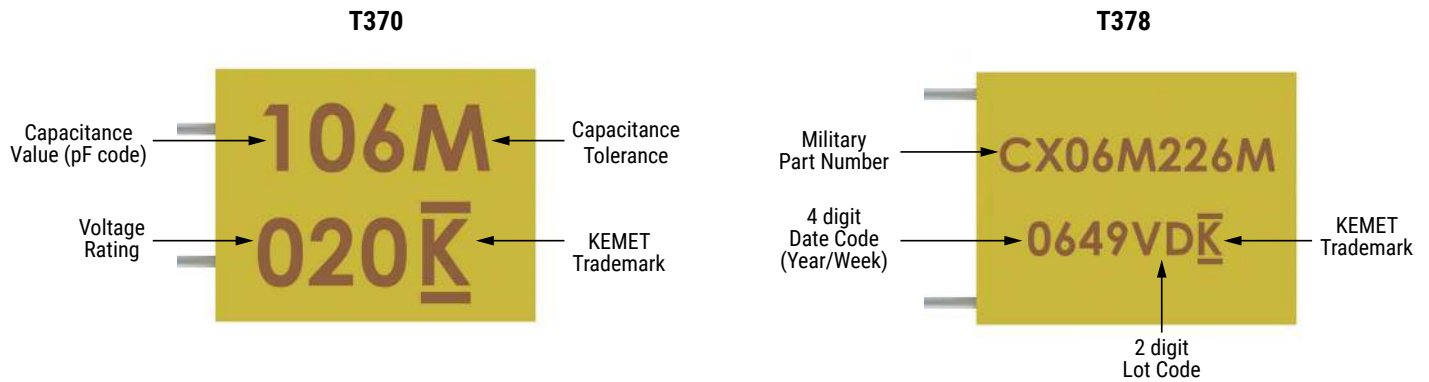 T370
Capacitance
Value (pF code)
106M
Capacitance
Tolerance
Voltage
Rating
020K
KEMET
Trademark
T378
Military
Part Number
CX06M226M
4 digit
Date Code
(Year/Week)
0649VDK
KEMET
Trademark
2 digit
Lot Code